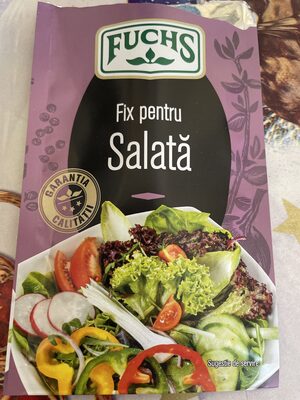 FUCHS
Fix pentru
Salată
GARANȚIA
CALITĂȚII
Sugestie de servire